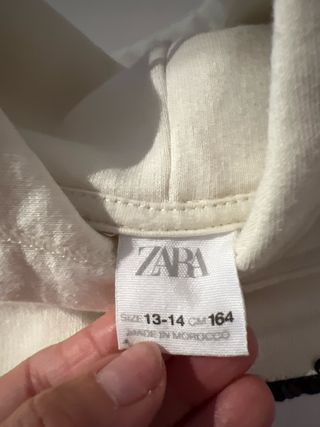 ZARA
SIZE 13-14 CM 164
MADE IN MOROCCO